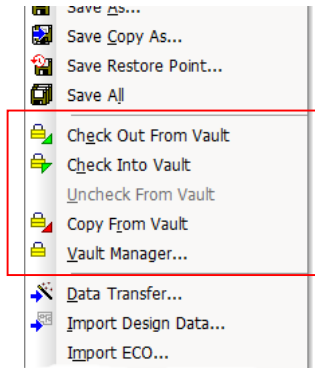 Save As...
Save Copy As...
Save Restore Point...
Save All
Check Out From Vault
Check Into Vault
Uncheck From Vault
Copy From Vault
Vault Manager...
Data Transfer...
Import Design Data...
Import ECO...